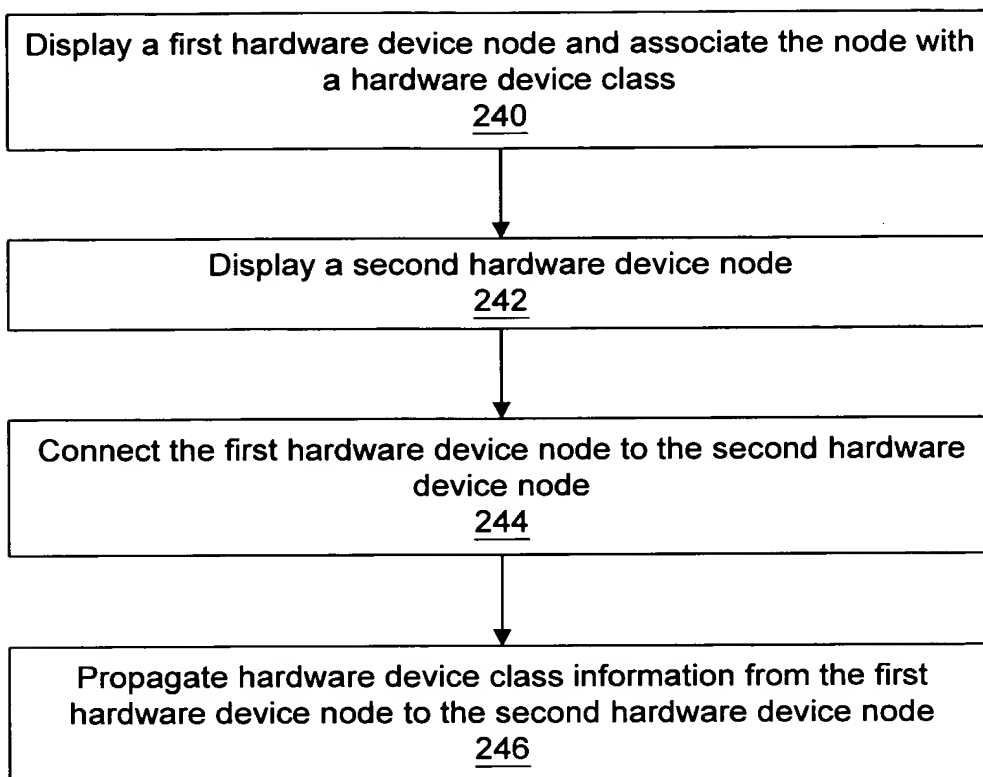 Display a first hardware device node and associate the node with
a hardware device class
240
Display a second hardware device node
242
Connect the first hardware device node to the second hardware
device node
244
Propagate hardware device class information from the first
hardware device node to the second hardware device node
246